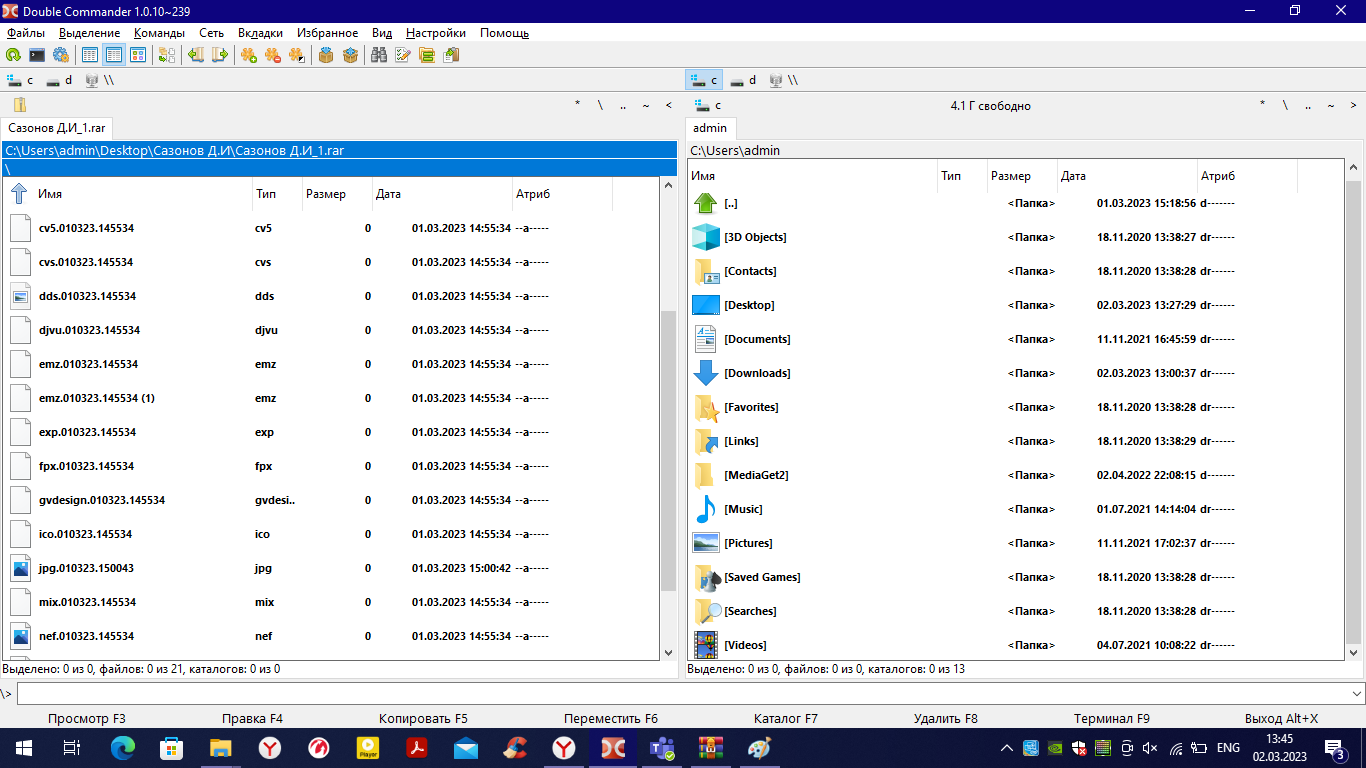 Double Commander 1.0.10~239
Файлы Выделение Команды Сеть Вкладки Избранное Вид Настройки Помощь
c d \\
c d \\
* \ .. ~ <
c 4.1 Г свободно * \ .. ~ >
Сазонов Д.И_1.rar
admin
C:\Users\admin\Desktop\Сазонов Д.И\Сазонов Д.И_1.rar
\
C:\Users\admin
Имя Тип Размер Дата Атриб
cv5.010323.145534 cv5 0 01.03.2023 14:55:34 --a-----
cvs.010323.145534 cvs 0 01.03.2023 14:55:34 --a-----
dds.010323.145534 dds 0 01.03.2023 14:55:34 --a-----
djvu.010323.145534 djvu 0 01.03.2023 14:55:34 --a-----
emz.010323.145534 emz 0 01.03.2023 14:55:34 --a-----
emz.010323.145534 (1) emz 0 01.03.2023 14:55:34 --a-----
exp.010323.145534 exp 0 01.03.2023 14:55:34 --a-----
fpx.010323.145534 fpx 0 01.03.2023 14:55:34 --a-----
gvdesign.010323.145534 gvdesi.. 0 01.03.2023 14:55:34 --a-----
ico.010323.145534 ico 0 01.03.2023 14:55:34 --a-----
jpg.010323.150043 jpg 0 01.03.2023 15:00:42 --a-----
mix.010323.145534 mix 0 01.03.2023 14:55:34 --a-----
nef.010323.145534 nef 0 01.03.2023 14:55:34 --a-----
Выделено: 0 из 0, файлов: 0 из 21, каталогов: 0 из 0
Имя Тип Размер Дата Атриб
[..] <Папка> 01.03.2023 15:18:56 d-------
[3D Objects] <Папка> 18.11.2020 13:38:27 dr------
[Contacts] <Папка> 18.11.2020 13:38:28 dr------
[Desktop] <Папка> 02.03.2023 13:27:29 dr------
[Documents] <Папка> 11.11.2021 16:45:59 dr------
[Downloads] <Папка> 02.03.2023 13:00:37 dr------
[Favorites] <Папка> 18.11.2020 13:38:28 dr------
[Links] <Папка> 18.11.2020 13:38:29 dr------
[MediaGet2] <Папка> 02.04.2022 22:08:15 d-------
[Music] <Папка> 01.07.2021 14:14:04 dr------
[Pictures] <Папка> 11.11.2021 17:02:37 dr------
[Saved Games] <Папка> 18.11.2020 13:38:28 dr------
[Searches] <Папка> 18.11.2020 13:38:28 dr------
[Videos] <Папка> 04.07.2021 10:08:22 dr------
Выделено: 0 из 0, файлов: 0 из 0, каталогов: 0 из 13
\>
Просмотр F3 Правка F4 Копировать F5 Переместить F6 Каталог F7 Удалить F8 Терминал F9 Выход Alt+X
Player
ENG
13:45
02.03.2023
3